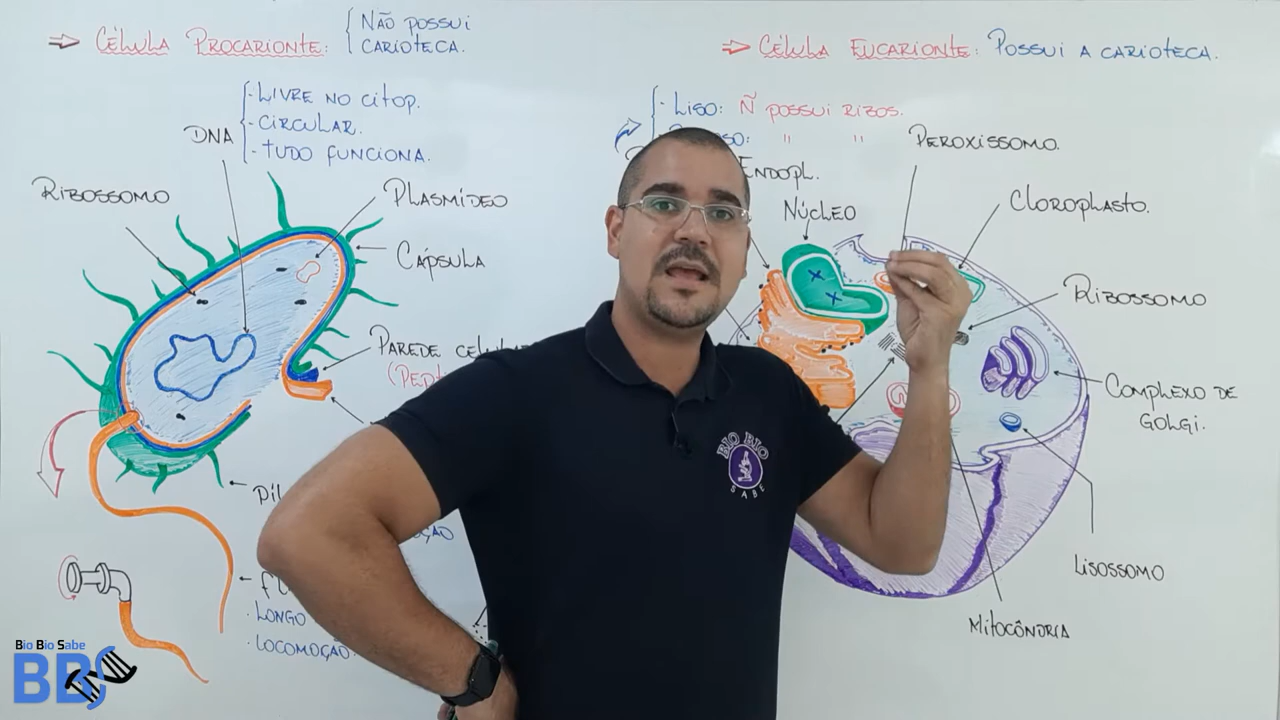 ⇒ CÉLULA PROCARIONTE: NÃO POSSUI
CARIOTECA.
DNA
- LIVRE NO CITOP.
- CIRCULAR.
- TUDO FUNCIONA.
RIBOSSOMO
PLASMÍDEO
CÁPSULA
PAREDE
· LONGO
· LOCOMOÇÃO.
⇒ CÉLULA EUCARIONTE: POSSUI A CARIOTECA.
- LISO: Ñ POSSUI RIBOS.
" "
ENDOPL.
NÚCLEO
PEROXISSOMO.
CLOROPLASTO.
RIBOSSOMO
COMPLEXO DE
GOLGI.
LISOSSOMO
MITOCÔNDRIA
BIO BIO
SABE
Bio Bio Sabe
BBS